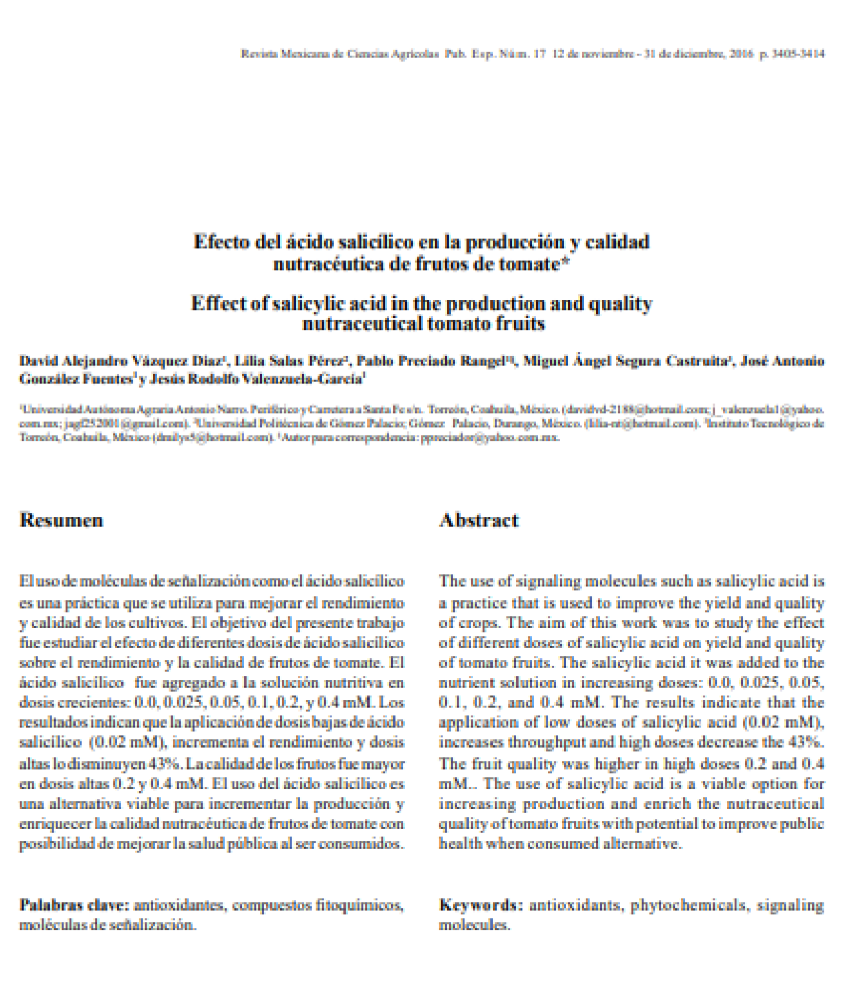 Revista Mexicana de Ciencias Agrícolas Pub. Esp. Núm. 17 12 de noviembre - 31 de diciembre, 2016 p. 3405-3414
Efecto del ácido salicílico en la producción y calidad
nutracéutica de frutos de tomate*
Effect of salicylic acid in the production and quality
nutraceutical tomato fruits
David Alejandro Vázquez Díaz¹, Lilia Salas Pérez², Pablo Preciado Rangel³§, Miguel Ángel Segura Castruita³, José Antonio
González Fuentes¹ y Jesús Rodolfo Valenzuela-García¹
¹Universidad Autónoma Agraria Antonio Narro. Periférico y Carretera a Santa Fe s/n. Torreón, Coahuila, México. (davidvd-2188@hotmail.com; j_valenzuela1@yahoo.
com.mx; jagf252001@gmail.com). ²Universidad Politécnica de Gómez Palacio; Gómez Palacio, Durango, México. (lilia-nt@hotmail.com). ³Instituto Tecnológico de
Torreón, Coahuila, México (dmilys5@hotmail.com). §Autor para correspondencia: ppreciador@yahoo.com.mx.
Resumen
El uso de moléculas de señalización como el ácido salicílico
es una práctica que se utiliza para mejorar el rendimiento
y calidad de los cultivos. El objetivo del presente trabajo
fue estudiar el efecto de diferentes dosis de ácido salicílico
sobre el rendimiento y la calidad de frutos de tomate. El
ácido salicílico fue agregado a la solución nutritiva en
dosis crecientes: 0.0, 0.025, 0.05, 0.1, 0.2, y 0.4 mM. Los
resultados indican que la aplicación de dosis bajas de ácido
salicílico (0.02 mM), incrementa el rendimiento y dosis
altas lo disminuyen 43%. La calidad de los frutos fue mayor
en dosis altas 0.2 y 0.4 mM. El uso del ácido salicílico es
una alternativa viable para incrementar la producción y
enriquecer la calidad nutracéutica de frutos de tomate con
posibilidad de mejorar la salud pública al ser consumidos.
Palabras clave: antioxidantes, compuestos fitoquímicos,
moléculas de señalización.
Abstract
The use of signaling molecules such as salicylic acid is
a practice that is used to improve the yield and quality
of crops. The aim of this work was to study the effect
of different doses of salicylic acid on yield and quality
of tomato fruits. The salicylic acid it was added to the
nutrient solution in increasing doses: 0.0, 0.025, 0.05,
0.1, 0.2, and 0.4 mM. The results indicate that the
application of low doses of salicylic acid (0.02 mM),
increases throughput and high doses decrease the 43%.
The fruit quality was higher in high doses 0.2 and 0.4
mM.. The use of salicylic acid is a viable option for
increasing production and enrich the nutraceutical
quality of tomato fruits with potential to improve public
health when consumed alternative.
Keywords: antioxidants, phytochemicals, signaling
molecules.